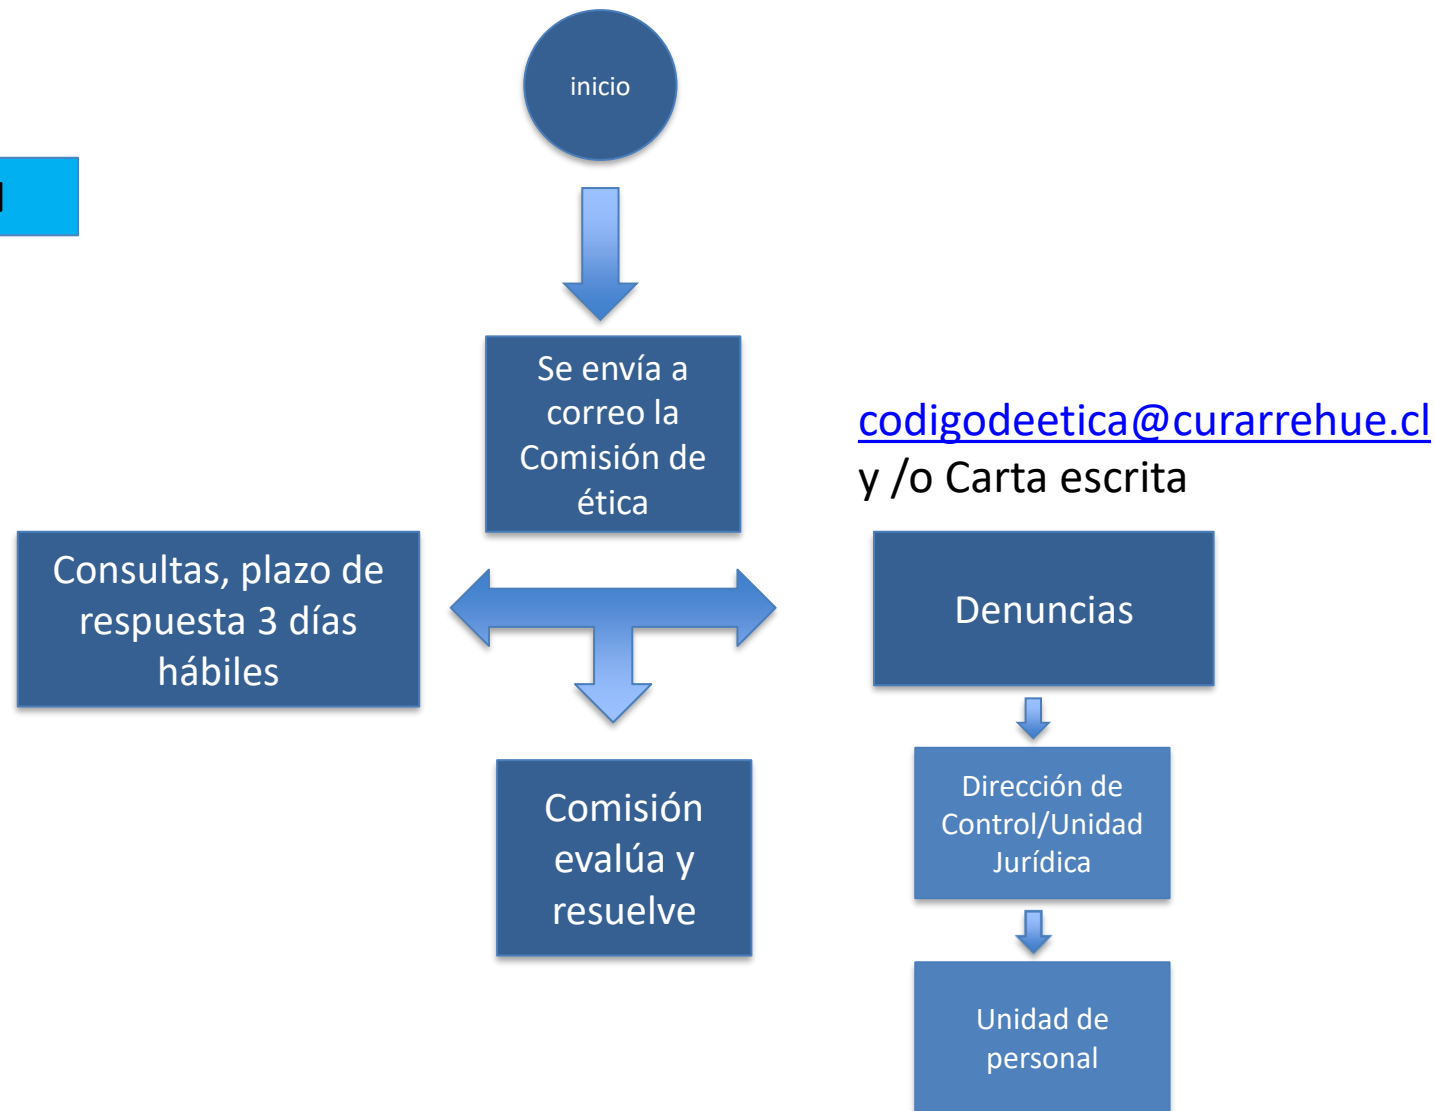 inicio
Se envía a
correo la
Comisión de
ética
codigodeetica@curarrehue.cl
y /o Carta escrita
Consultas, plazo de
respuesta 3 días
hábiles
Denuncias
Comisión
evalúa y
resuelve
Dirección de
Control/Unidad
Jurídica
Unidad de
personal